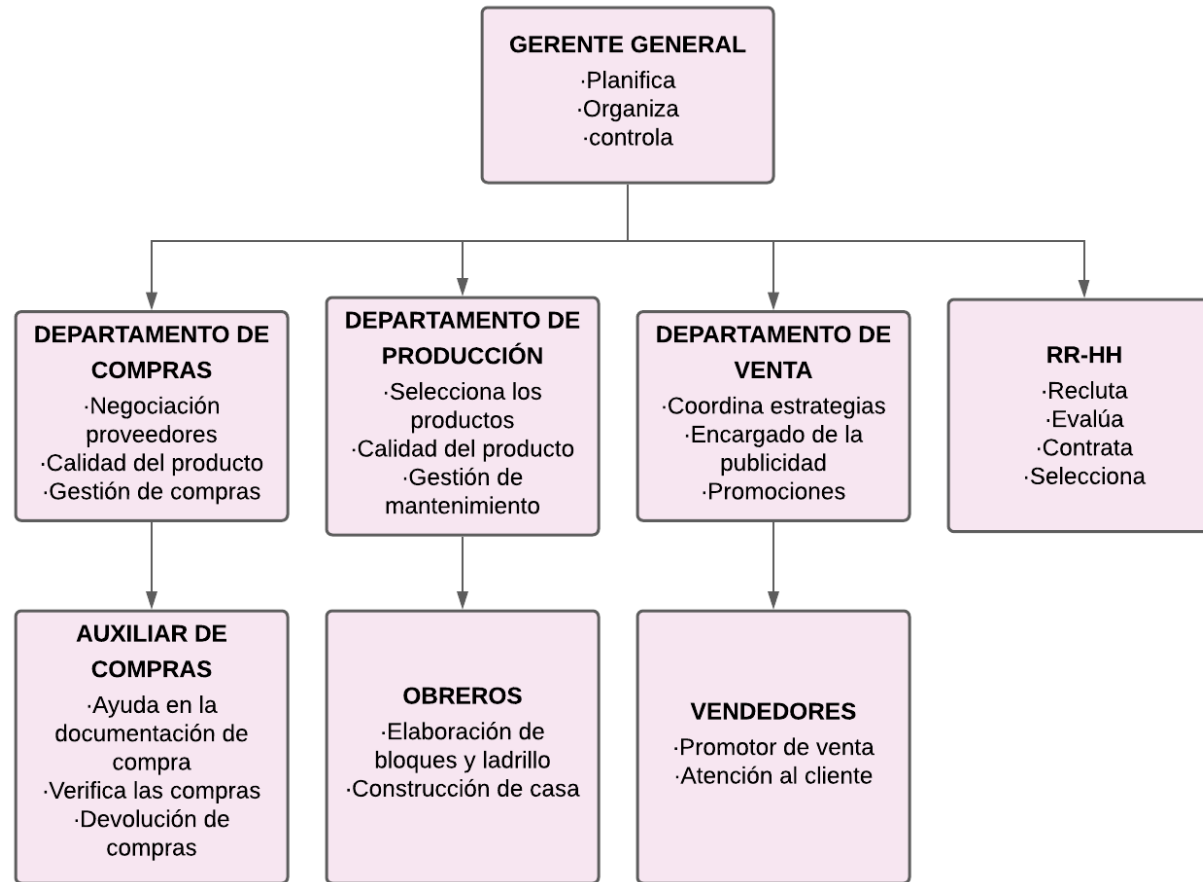 GERENTE GENERAL
·Planifica
·Organiza
·controla
DEPARTAMENTO DE
COMPRAS
·Negociación
proveedores
·Calidad del producto
·Gestión de compras
DEPARTAMENTO DE
PRODUCCIÓN
·Selecciona los
productos
·Calidad del producto
·Gestión de
mantenimiento
DEPARTAMENTO DE
VENTA
·Coordina estrategias
·Encargado de la
publicidad
·Promociones
RR-HH
·Recluta
·Evalúa
·Contrata
·Selecciona
AUXILIAR DE
COMPRAS
·Ayuda en la
documentación de
compra
·Verifica las compras
·Devolución de
compras
OBREROS
·Elaboración de
bloques y ladrillo
·Construcción de casa
VENDEDORES
·Promotor de venta
·Atención al cliente